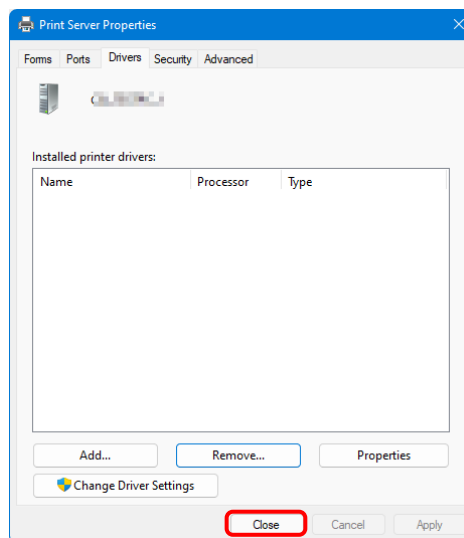 Print Server Properties
Forms Ports Drivers Security Advanced
Installed printer drivers:
Name Processor Type
Add... Remove... Properties
Change Driver Settings
Close Cancel Apply